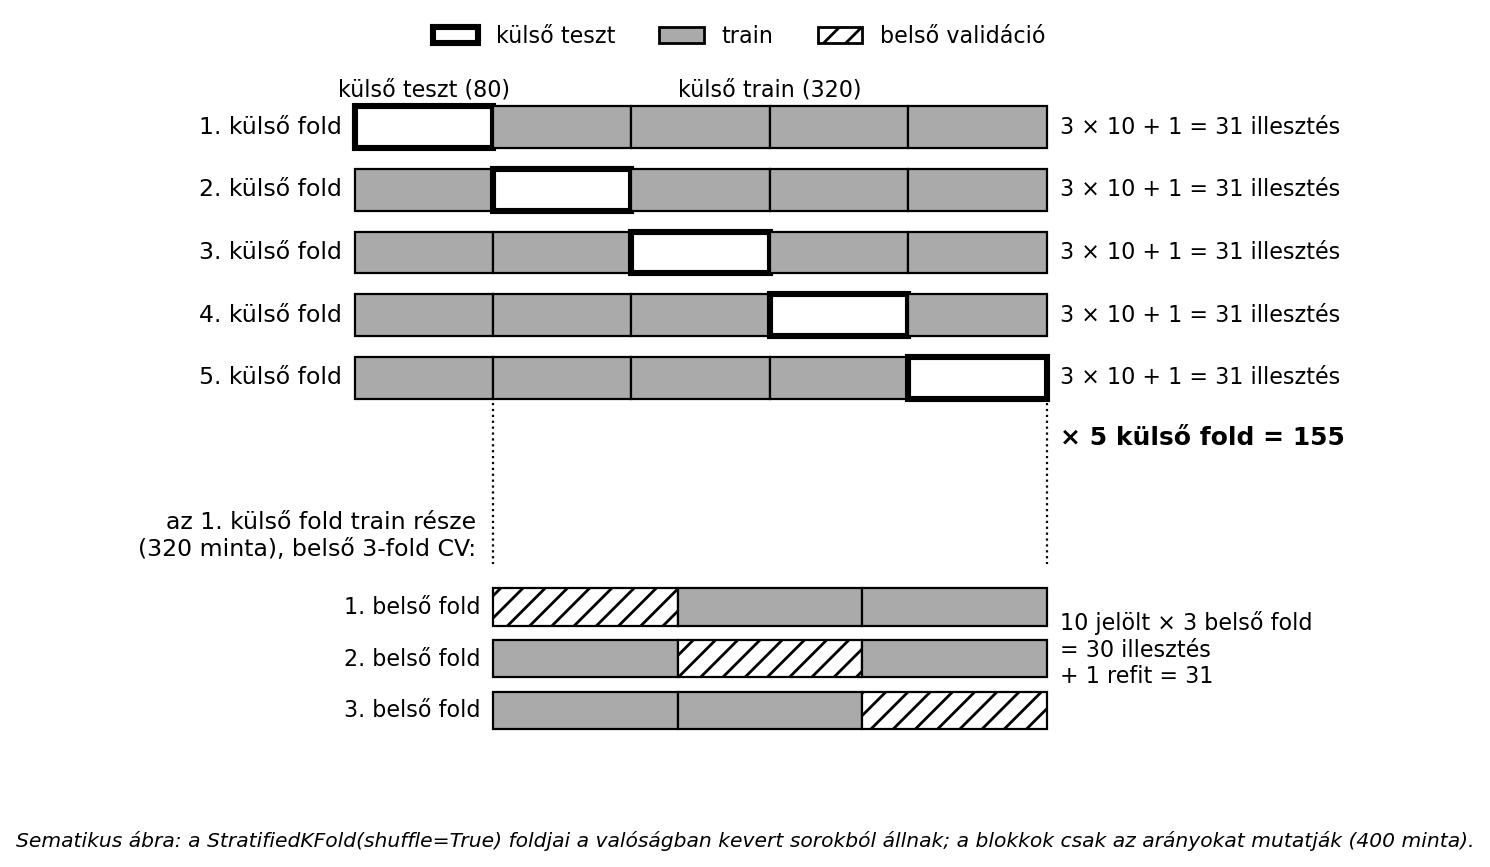 külső teszt train belső validáció
külső teszt (80) külső train (320)
1. külső fold 3 × 10 + 1 = 31 illesztés
2. külső fold 3 × 10 + 1 = 31 illesztés
3. külső fold 3 × 10 + 1 = 31 illesztés
4. külső fold 3 × 10 + 1 = 31 illesztés
5. külső fold 3 × 10 + 1 = 31 illesztés
× 5 külső fold = 155
az 1. külső fold train része
(320 minta), belső 3-fold CV:
1. belső fold
2. belső fold
3. belső fold
10 jelölt × 3 belső fold
= 30 illesztés
+ 1 refit = 31
Sematikus ábra: a StratifiedKFold(shuffle=True) foldjai a valóságban kevert sorokból állnak; a blokkok csak az arányokat mutatják (400 minta).